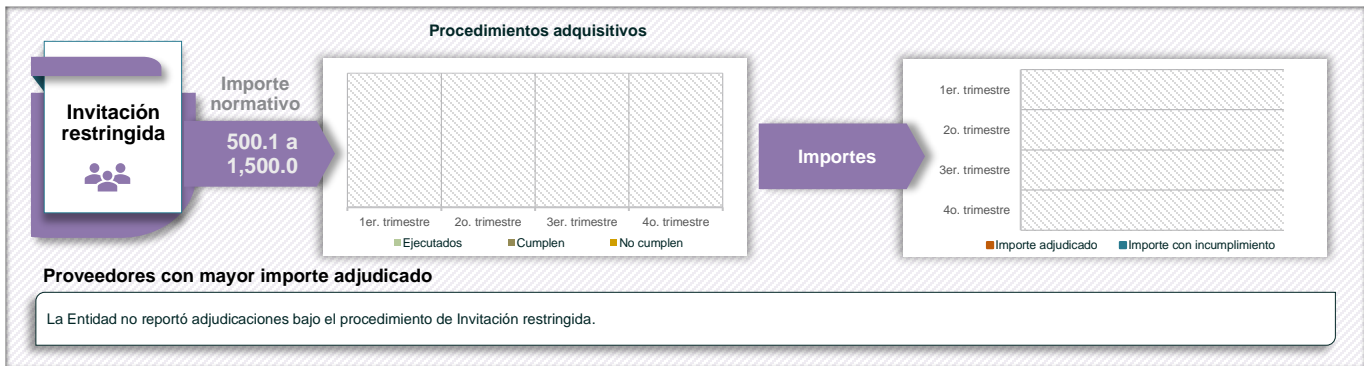 Procedimientos adquisitivos
Invitación
restringida
Importe
normativo
500.1 a
1,500.0
1er. trimestre
2o. trimestre
3er. trimestre
4o. trimestre
Ejecutados
Cumplen
No cumplen
Importes
1er. trimestre
2o. trimestre
3er. trimestre
4o. trimestre
Importe adjudicado
Importe con incumplimiento
Proveedores con mayor importe adjudicado
La Entidad no reportó adjudicaciones bajo el procedimiento de Invitación restringida.